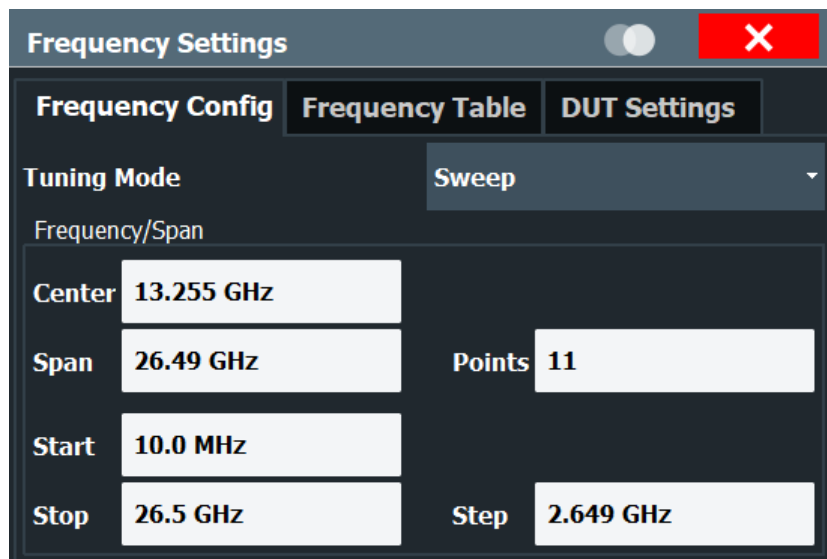 Frequency Settings
Frequency Config Frequency Table DUT Settings
Tuning Mode Sweep
Frequency/Span
Center 13.255 GHz
Span 26.49 GHz Points 11
Start 10.0 MHz
Stop 26.5 GHz Step 2.649 GHz